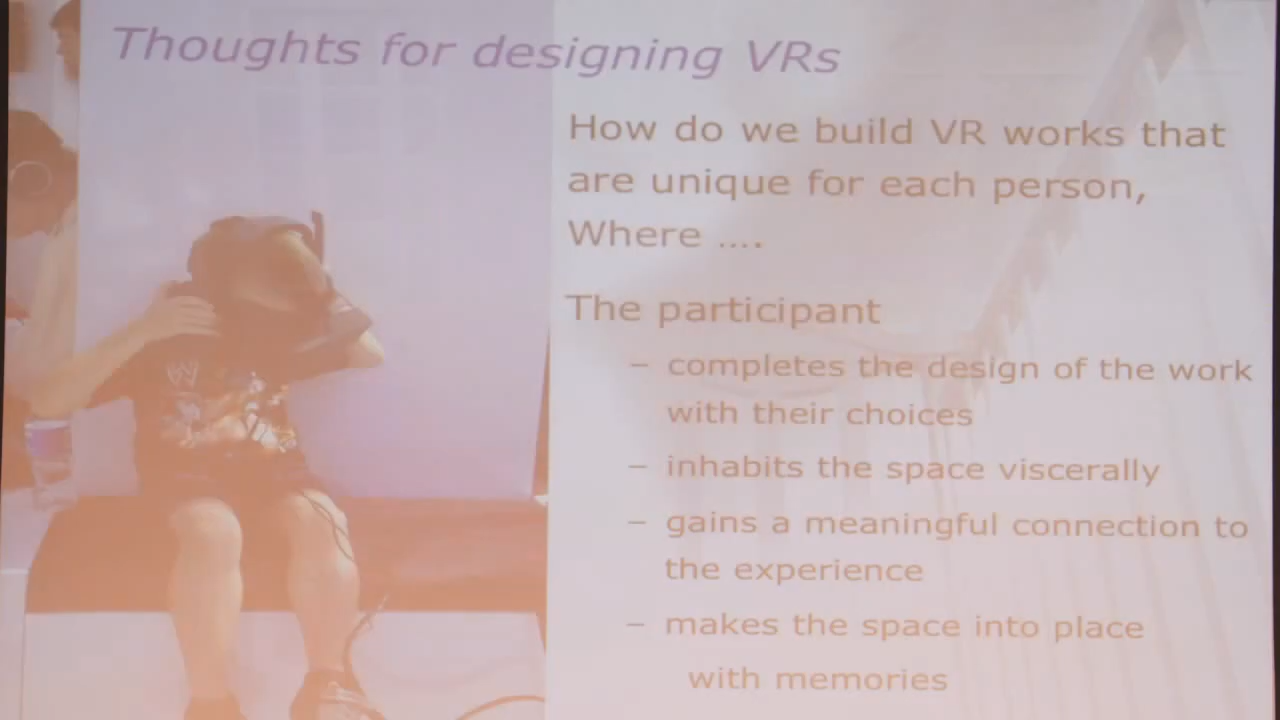 Thoughts for designing VRs
How do we build VR works that
are unique for each person,
Where ....
The participant
– completes the design of the work
with their choices
– inhabits the space viscerally
– gains a meaningful connection to
the experience
– makes the space into place
with memories
W